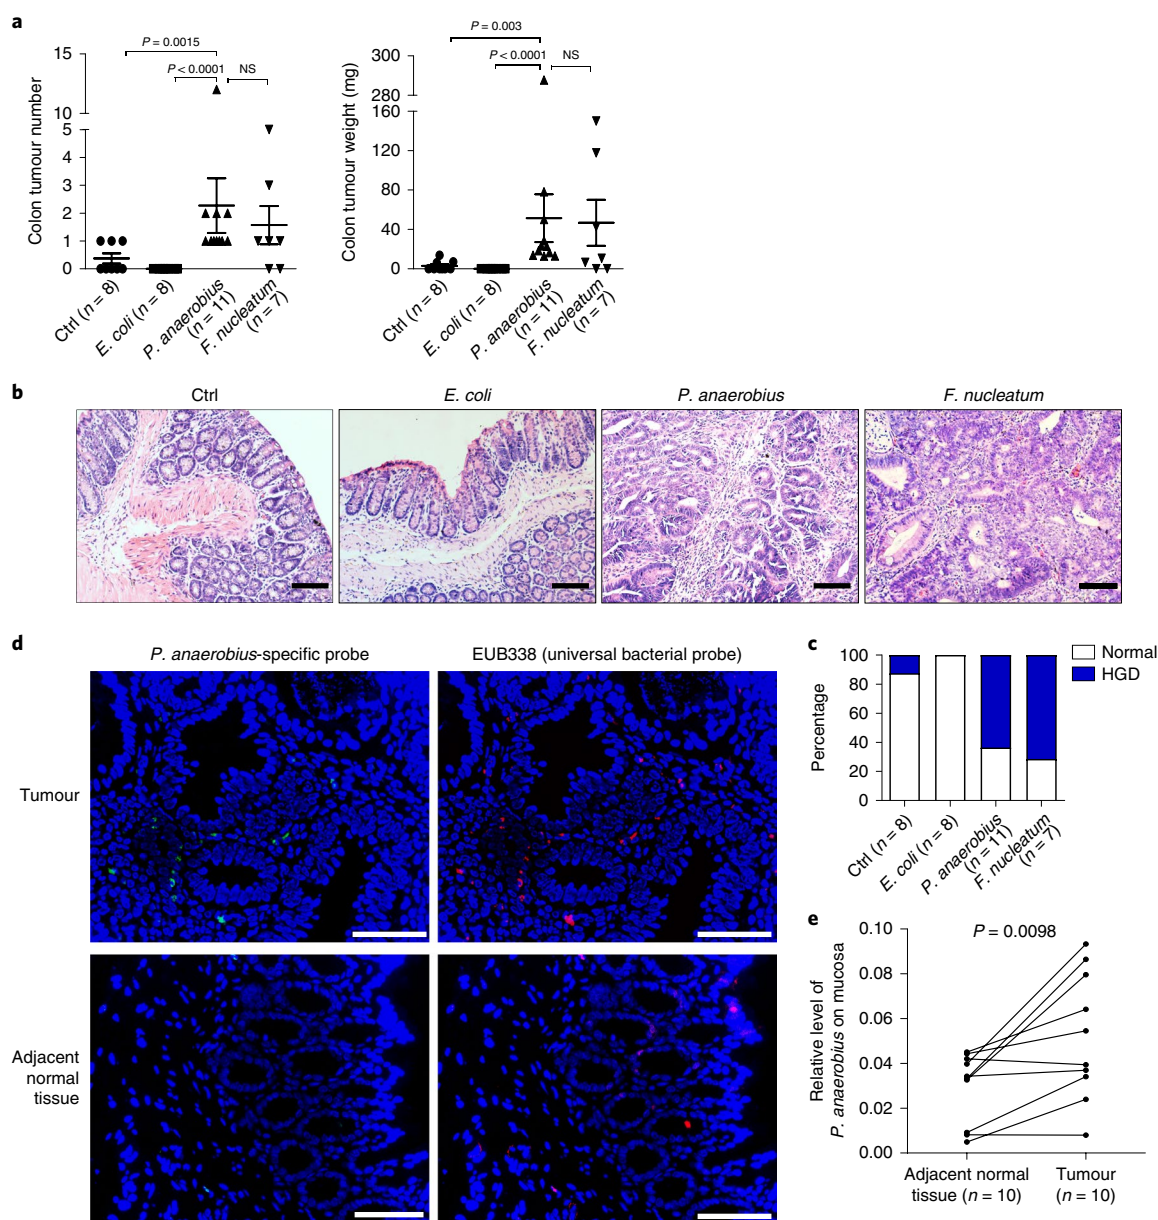 a
P = 0.003
P = 0.0015
P < 0.0001
NS
P < 0.0001
NS
Colon tumour number
15
10
5
4
3
2
1
0
Ctrl (n = 8)
E. coli (n = 8)
P. anaerobius
(n = 11)
F. nucleatum
(n = 7)
Colon tumour weight (mg)
300
280
160
120
80
40
0
Ctrl (n = 8)
E. coli (n = 8)
P. anaerobius
(n = 11)
F. nucleatum
(n = 7)
b
Ctrl
E. coli
P. anaerobius
F. nucleatum
d
P. anaerobius-specific probe
EUB338 (universal bacterial probe)
Tumour
Adjacent
normal
tissue
c
Normal
HGD
Percentage
100
80
60
40
20
0
Ctrl (n = 8)
E. coli (n = 8)
P. anaerobius
(n = 11)
F. nucleatum
(n = 7)
e
P = 0.0098
Relative level of
P. anaerobius on mucosa
0.10
0.08
0.06
0.04
0.02
0.00
Adjacent normal
tissue (n = 10)
Tumour
(n = 10)